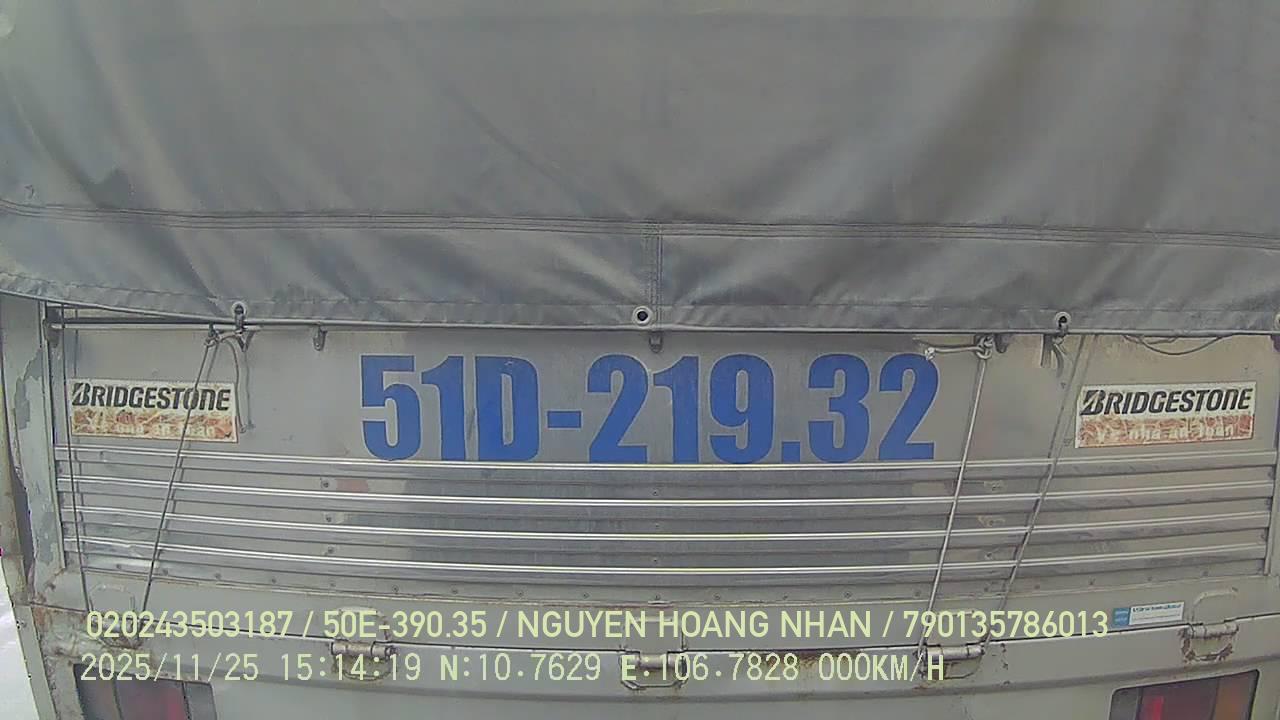 51D-219.32
BRIDGESTONE
BRIDGESTONE
020243503187 / 50E-390.35 / NGUYEN HOANG NHAN / 790135786013
2025/11/25 15:14:19 N:10.7629 E:106.7828 000KM/H